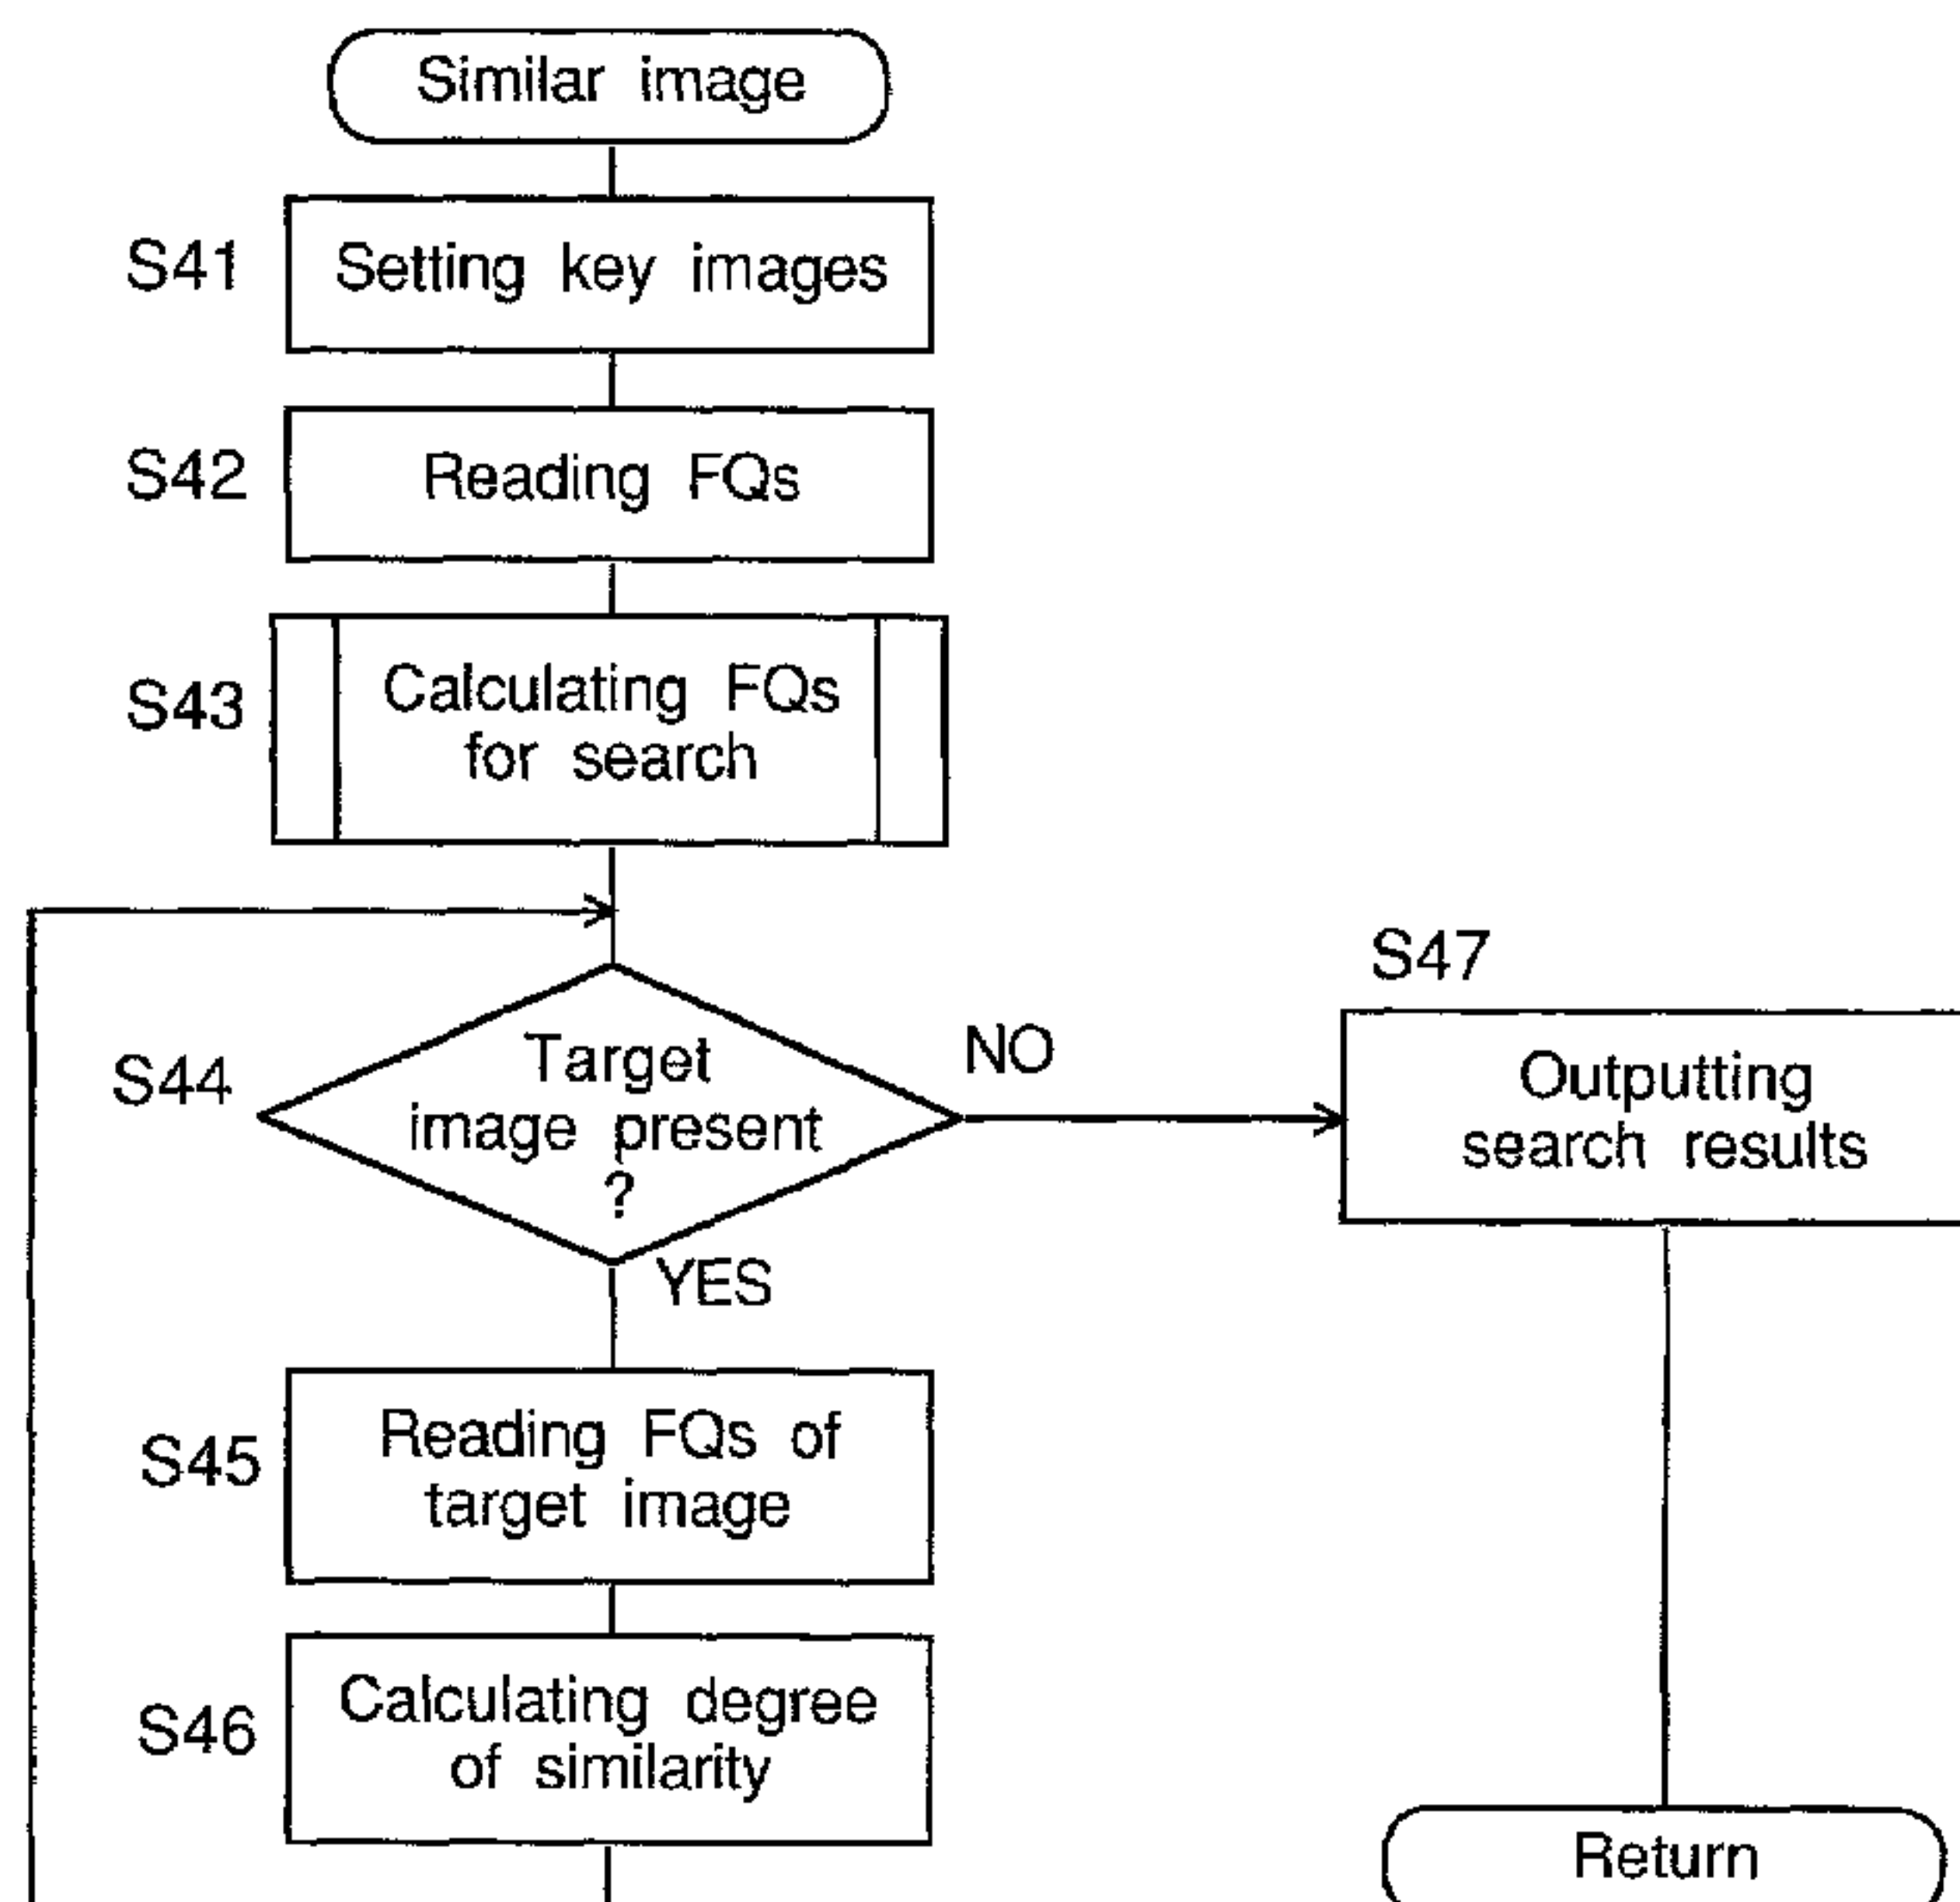 Similar image
S41
Setting key images
S42
Reading FQs
S43
Calculating FQs
for search
S44
Target
image present
?
NO
YES
S47
Outputting
search results
S45
Reading FQs of
target image
S46
Calculating degree
of similarity
Return